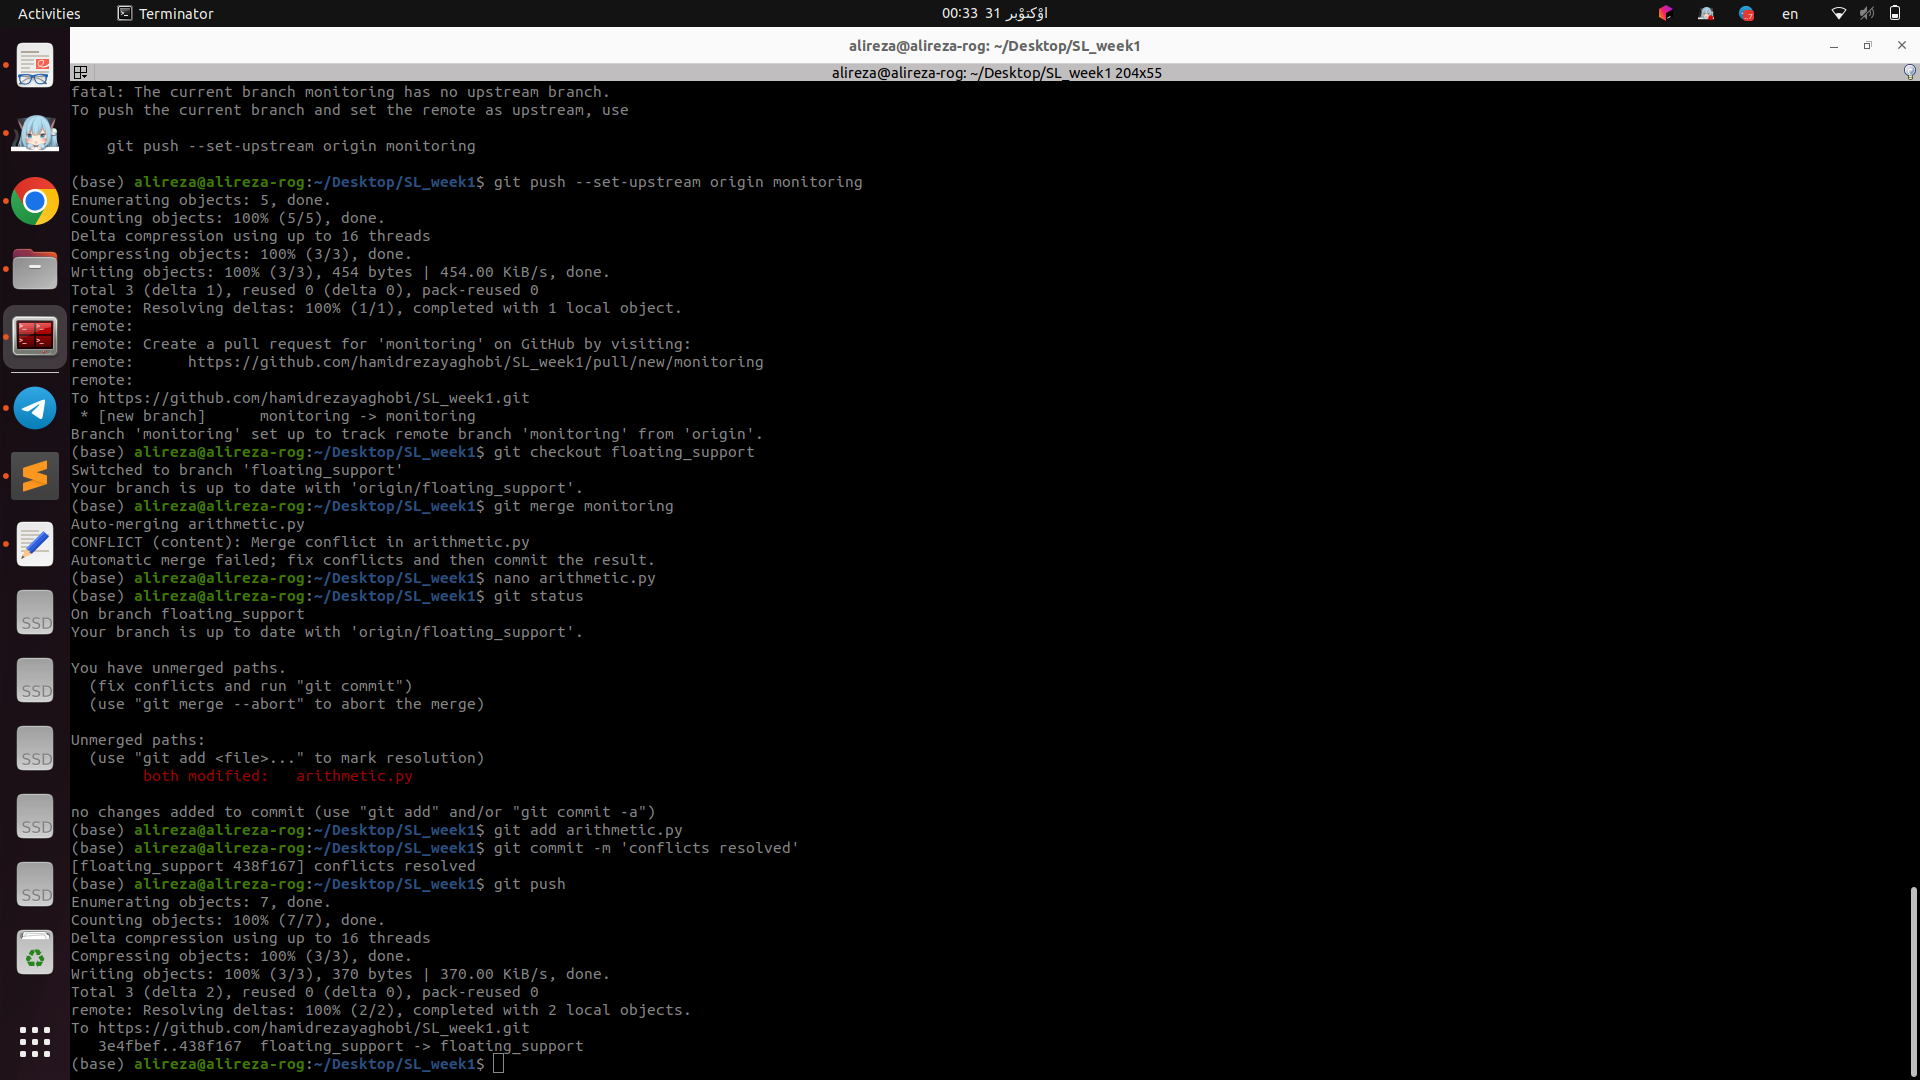 Activities
Terminator
00:33 31 اؤکتوْبر
en
alireza@alireza-rog: ~/Desktop/SL_week1
alireza@alireza-rog: ~/Desktop/SL_week1 204x55
fatal: The current branch monitoring has no upstream branch.
To push the current branch and set the remote as upstream, use
    git push --set-upstream origin monitoring
(base) alireza@alireza-rog:~/Desktop/SL_week1$ git push --set-upstream origin monitoring
Enumerating objects: 5, done.
Counting objects: 100% (5/5), done.
Delta compression using up to 16 threads
Compressing objects: 100% (3/3), done.
Writing objects: 100% (3/3), 454 bytes | 454.00 KiB/s, done.
Total 3 (delta 1), reused 0 (delta 0), pack-reused 0
remote: Resolving deltas: 100% (1/1), completed with 1 local object.
remote:
remote: Create a pull request for 'monitoring' on GitHub by visiting:
remote:      https://github.com/hamidrezayaghobi/SL_week1/pull/new/monitoring
remote:
To https://github.com/hamidrezayaghobi/SL_week1.git
 * [new branch]      monitoring -> monitoring
Branch 'monitoring' set up to track remote branch 'monitoring' from 'origin'.
(base) alireza@alireza-rog:~/Desktop/SL_week1$ git checkout floating_support
Switched to branch 'floating_support'
Your branch is up to date with 'origin/floating_support'.
(base) alireza@alireza-rog:~/Desktop/SL_week1$ git merge monitoring
Auto-merging arithmetic.py
CONFLICT (content): Merge conflict in arithmetic.py
Automatic merge failed; fix conflicts and then commit the result.
(base) alireza@alireza-rog:~/Desktop/SL_week1$ nano arithmetic.py
(base) alireza@alireza-rog:~/Desktop/SL_week1$ git status
On branch floating_support
Your branch is up to date with 'origin/floating_support'.
You have unmerged paths.
  (fix conflicts and run "git commit")
  (use "git merge --abort" to abort the merge)
Unmerged paths:
  (use "git add <file>..." to mark resolution)
        both modified:   arithmetic.py
no changes added to commit (use "git add" and/or "git commit -a")
(base) alireza@alireza-rog:~/Desktop/SL_week1$ git add arithmetic.py
(base) alireza@alireza-rog:~/Desktop/SL_week1$ git commit -m 'conflicts resolved'
[floating_support 438f167] conflicts resolved
(base) alireza@alireza-rog:~/Desktop/SL_week1$ git push
Enumerating objects: 7, done.
Counting objects: 100% (7/7), done.
Delta compression using up to 16 threads
Compressing objects: 100% (3/3), done.
Writing objects: 100% (3/3), 370 bytes | 370.00 KiB/s, done.
Total 3 (delta 2), reused 0 (delta 0), pack-reused 0
remote: Resolving deltas: 100% (2/2), completed with 2 local objects.
To https://github.com/hamidrezayaghobi/SL_week1.git
   3e4fbef..438f167  floating_support -> floating_support
(base) alireza@alireza-rog:~/Desktop/SL_week1$
SSD
SSD
SSD
SSD
SSD